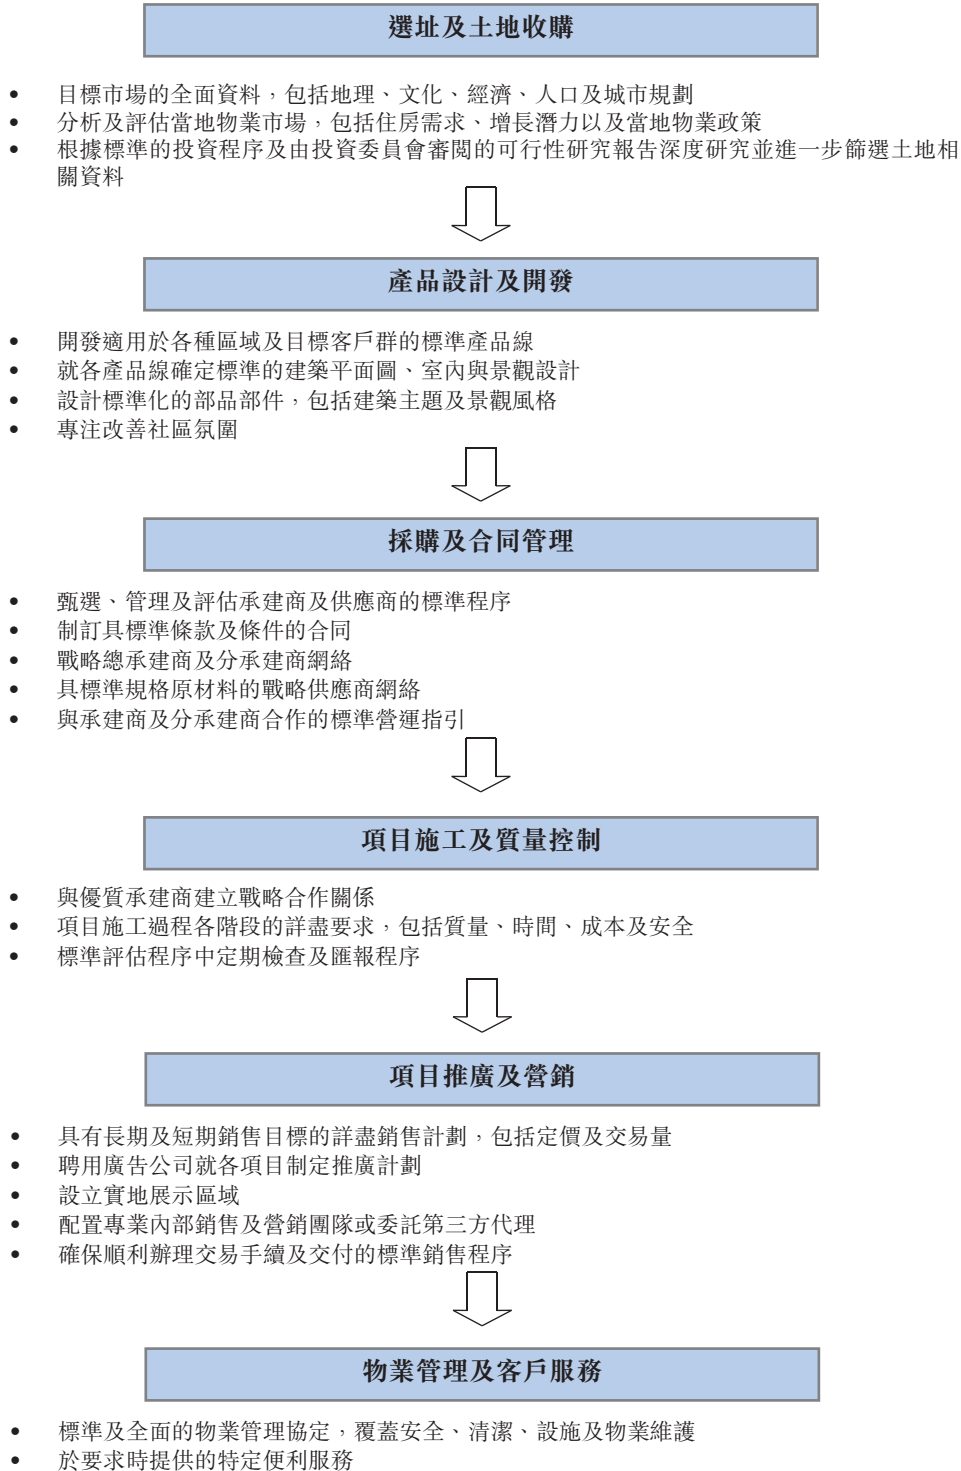 選址及土地收購
• 目標市場的全面資料，包括地理、文化、經濟、人口及城市規劃
• 分析及評估當地物業市場，包括住房需求、增長潛力以及當地物業政策
• 根據標準的投資程序及由投資委員會審閱的可行性研究報告深度研究並進一步篩選土地相
關資料
產品設計及開發
• 開發適用於各種區域及目標客戶群的標準產品線
• 就各產品線確定標準的建築平面圖、室內與景觀設計
• 設計標準化的部品部件，包括建築主題及景觀風格
• 專注改善社區氛圍
採購及合同管理
• 甄選、管理及評估承建商及供應商的標準程序
• 制訂具標準條款及條件的合同
• 戰略總承建商及分承建商網絡
• 具標準規格原材料的戰略供應商網絡
• 與承建商及分承建商合作的標準營運指引
項目施工及質量控制
• 與優質承建商建立戰略合作關係
• 項目施工過程各階段的詳盡要求，包括質量、時間、成本及安全
• 標準評估程序中定期檢查及匯報程序
項目推廣及營銷
• 具有長期及短期銷售目標的詳盡銷售計劃，包括定價及交易量
• 聘用廣告公司就各項目制定推廣計劃
• 設立實地展示區域
• 配置專業內部銷售及營銷團隊或委託第三方代理
• 確保順利辦理交易手續及交付的標準銷售程序
物業管理及客戶服務
• 標準及全面的物業管理協定，覆蓋安全、清潔、設施及物業維護
• 於要求時提供的特定便利服務